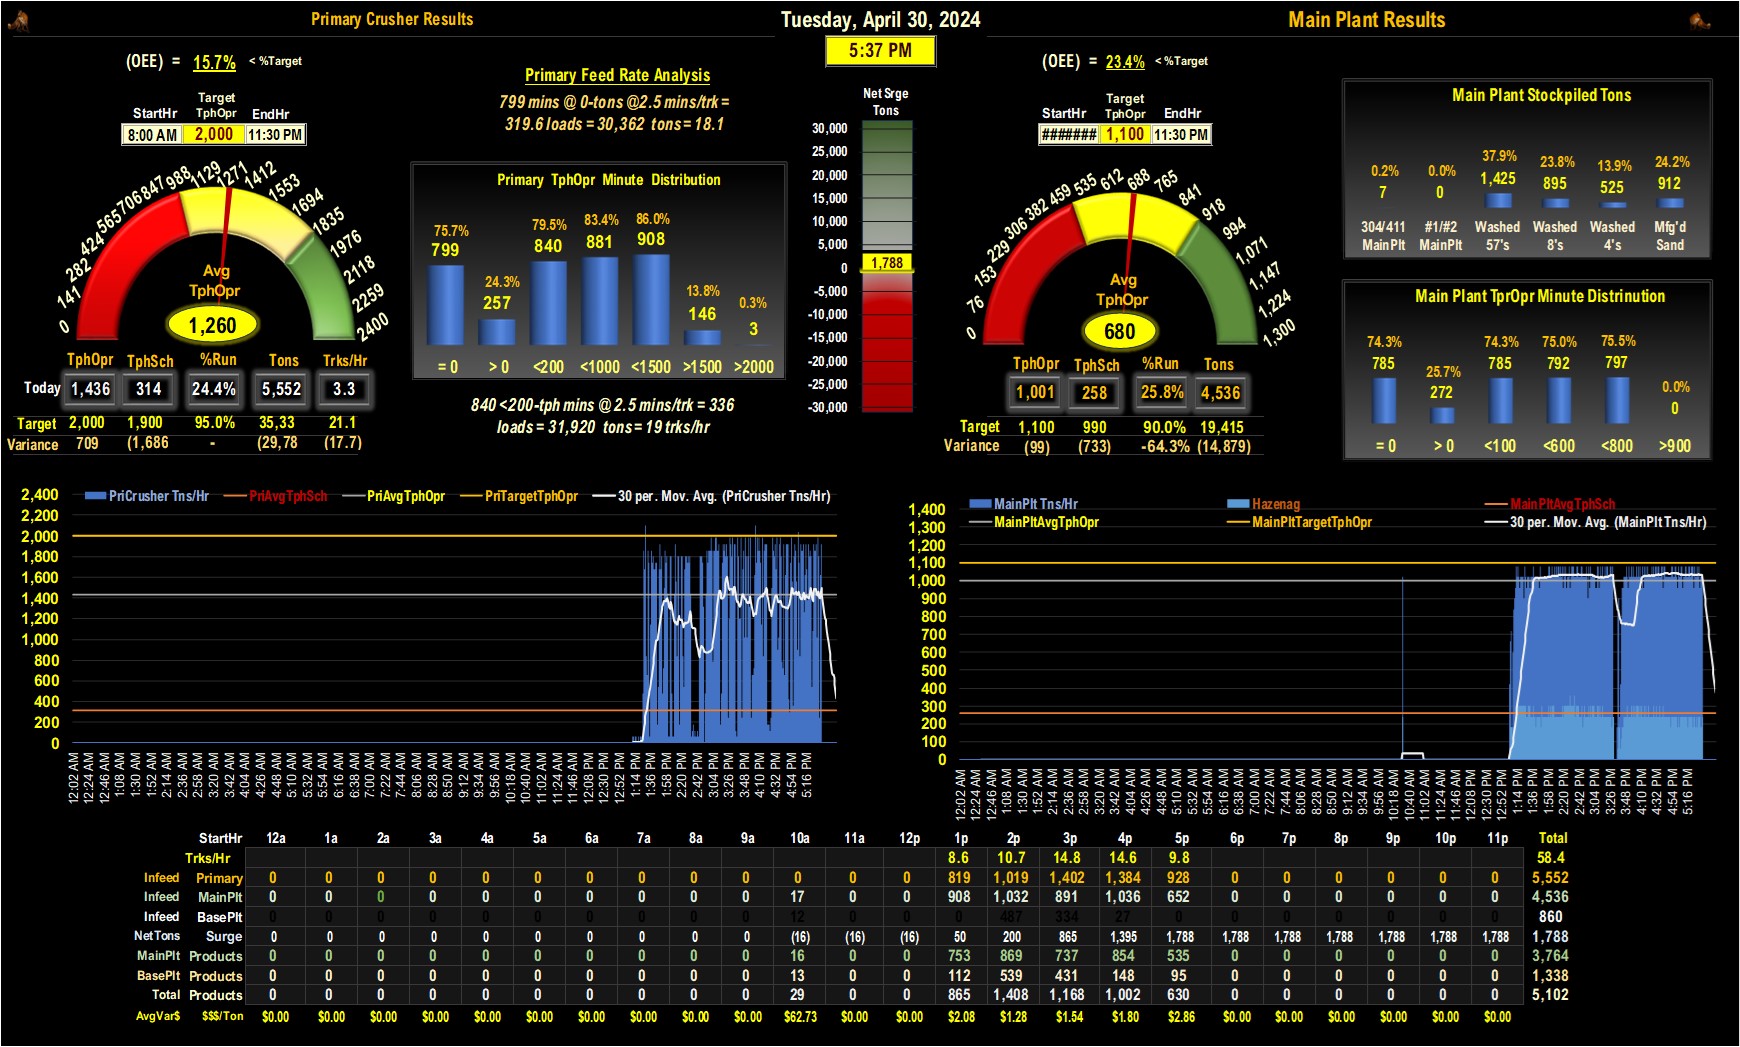 Primary Crusher Results
Tuesday, April 30, 2024
Main Plant Results
5:37 PM
(OEE) = 15.7% < %Target
StartHr Target TphOpr EndHr
8:00 AM 2,000 11:30 PM
Primary Feed Rate Analysis
799 mins @ 0-tons @2.5 mins/trk =
319.6 loads = 30,362 tons = 18.1
0 141 282 424 565 706 847 988 1129 1271 1412 1553 1694 1835 1976 2118 2259 2400
Avg
TphOpr
1,260
TphOpr TphSch %Run Tons Trks/Hr
Today 1,436 314 24.4% 5,552 3.3
Target 2,000 1,900 95.0% 35,33 21.1
Variance 709 (1,686 - (29,78 (17.7)
Primary TphOpr Minute Distribution
75.7% 24.3% 79.5% 83.4% 86.0% 13.8% 0.3%
799 257 840 881 908 146 3
= 0 > 0 <200 <1000 <1500 >1500 >2000
840 <200-tph mins @ 2.5 mins/trk = 336
loads = 31,920 tons = 19 trks/hr
Net Srge
Tons
30,000
25,000
20,000
15,000
10,000
5,000
0
1,788
-5,000
-10,000
-15,000
-20,000
-25,000
-30,000
(OEE) = 23.4% < %Target
StartHr Target TphOpr EndHr
####### 1,100 11:30 PM
0 76 153 229 306 382 459 535 612 688 765 841 918 994 1,071 1,147 1,224 1,300
Avg
TphOpr
680
TphOpr TphSch %Run Tons
1,001 258 25.8% 4,536
Target 1,100 990 90.0% 19,415
Variance (99) (733) -64.3% (14,879)
Main Plant Stockpiled Tons
0.2% 0.0% 37.9% 23.8% 13.9% 24.2%
7 0 1,425 895 525 912
304/411 #1/#2 Washed Washed Washed Mfg'd
MainPlt MainPlt 57's 8's 4's Sand
Main Plant TprOpr Minute Distrinution
74.3% 25.7% 74.3% 75.0% 75.5% 0.0%
785 272 785 792 797 0
= 0 > 0 <100 <600 <800 >900
PriCrusher Tns/Hr PriAvgTphSch PriAvgTphOpr PriTargetTphOpr 30 per. Mov. Avg. (PriCrusher Tns/Hr)
2,400
2,200
2,000
1,800
1,600
1,400
1,200
1,000
800
600
400
200
0
12:02 AM 12:24 AM 12:46 AM 1:08 AM 1:30 AM 1:52 AM 2:14 AM 2:36 AM 2:58 AM 3:20 AM 3:42 AM 4:04 AM 4:26 AM 4:48 AM 5:10 AM 5:32 AM 5:54 AM 6:16 AM 6:38 AM 7:00 AM 7:22 AM 7:44 AM 8:06 AM 8:28 AM 8:50 AM 9:12 AM 9:34 AM 9:56 AM 10:18 AM 10:40 AM 11:02 AM 11:24 AM 11:46 AM 12:08 PM 12:30 PM 12:52 PM 1:14 PM 1:36 PM 1:58 PM 2:20 PM 2:42 PM 3:04 PM 3:26 PM 3:48 PM 4:10 PM 4:32 PM 4:54 PM 5:16 PM
MainPlt Tns/Hr Hazenag MainPltAvgTphSch
MainPltAvgTphOpr MainPltTargetTphOpr 30 per. Mov. Avg. (MainPlt Tns/Hr)
1,400
1,300
1,200
1,100
1,000
900
800
700
600
500
400
300
200
100
0
12:02 AM 12:24 AM 12:46 AM 1:08 AM 1:30 AM 1:52 AM 2:14 AM 2:36 AM 2:58 AM 3:20 AM 3:42 AM 4:04 AM 4:26 AM 4:48 AM 5:10 AM 5:32 AM 5:54 AM 6:16 AM 6:38 AM 7:00 AM 7:22 AM 7:44 AM 8:06 AM 8:28 AM 8:50 AM 9:12 AM 9:34 AM 9:56 AM 10:18 AM 10:40 AM 11:02 AM 11:24 AM 11:46 AM 12:08 PM 12:30 PM 12:52 PM 1:14 PM 1:36 PM 1:58 PM 2:20 PM 2:42 PM 3:04 PM 3:26 PM 3:48 PM 4:10 PM 4:32 PM 4:54 PM 5:16 PM
StartHr 12a 1a 2a 3a 4a 5a 6a 7a 8a 9a 10a 11a 12p 1p 2p 3p 4p 5p 6p 7p 8p 9p 10p 11p Total
Trks/Hr 8.6 10.7 14.8 14.6 9.8 58.4
Infeed Primary 0 0 0 0 0 0 0 0 0 0 0 0 0 819 1,019 1,402 1,384 928 0 0 0 0 0 0 5,552
Infeed MainPlt 0 0 0 0 0 0 0 0 0 0 17 0 0 908 1,032 891 1,036 652 0 0 0 0 0 0 4,536
Infeed BasePlt 0 0 0 0 0 0 0 0 0 0 12 0 0 0 487 334 27 0 0 0 0 0 0 0 860
NetTons Surge 0 0 0 0 0 0 0 0 0 0 (16) (16) (16) 50 200 865 1,395 1,788 1,788 1,788 1,788 1,788 1,788 1,788 1,788
MainPlt Products 0 0 0 0 0 0 0 0 0 0 16 0 0 753 869 737 854 535 0 0 0 0 0 0 3,764
BasePlt Products 0 0 0 0 0 0 0 0 0 0 13 0 0 112 539 431 148 95 0 0 0 0 0 0 1,338
Total Products 0 0 0 0 0 0 0 0 0 0 29 0 0 865 1,408 1,168 1,002 630 0 0 0 0 0 0 5,102
AvgVar$ $$$/Ton $0.00 $0.00 $0.00 $0.00 $0.00 $0.00 $0.00 $0.00 $0.00 $0.00 $62.73 $0.00 $0.00 $2.08 $1.28 $1.54 $1.80 $2.86 $0.00 $0.00 $0.00 $0.00 $0.00 $0.00